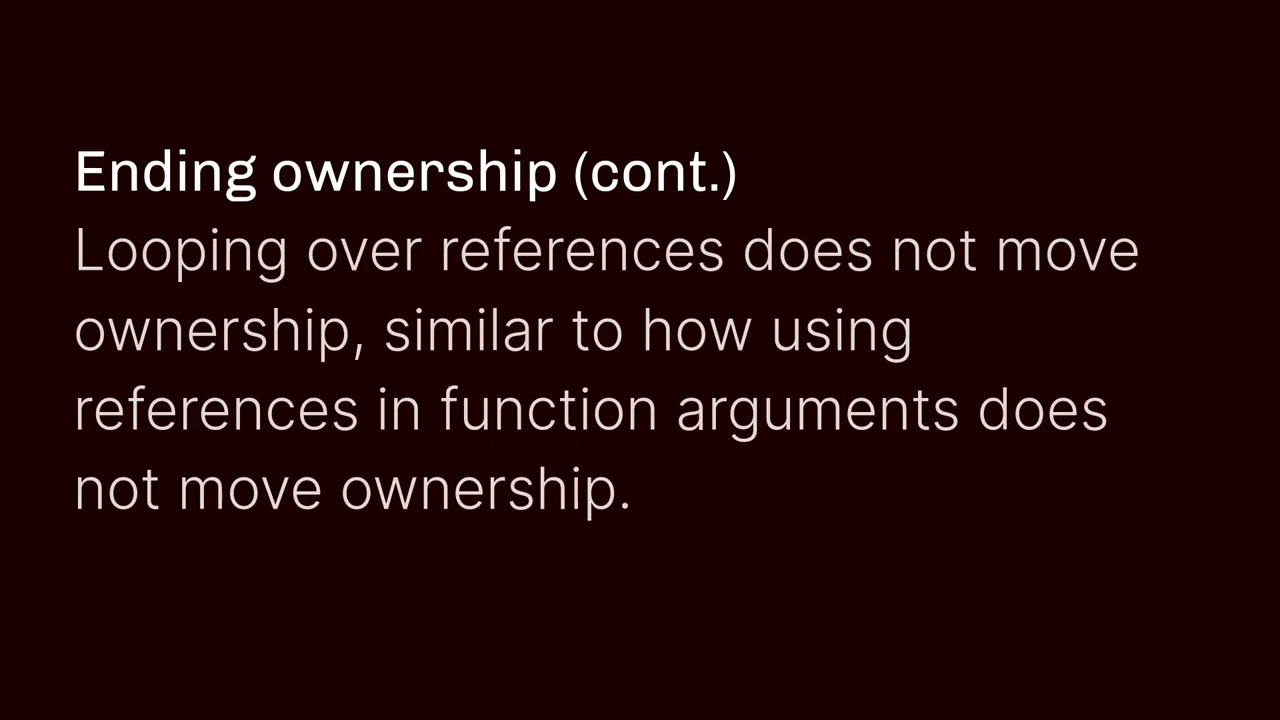 Ending ownership (cont.)
Looping over references does not move
ownership, similar to how using
references in function arguments does
not move ownership.